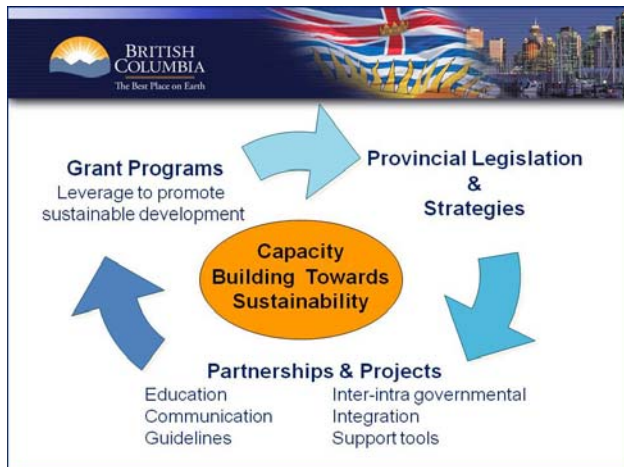 BRITISH
COLUMBIA
The Best Place on Earth
Grant Programs
Leverage to promote
sustainable development
Provincial Legislation
&
Strategies
Capacity
Building Towards
Sustainability
Partnerships & Projects
Education
Communication
Guidelines
Inter-intra governmental
Integration
Support tools